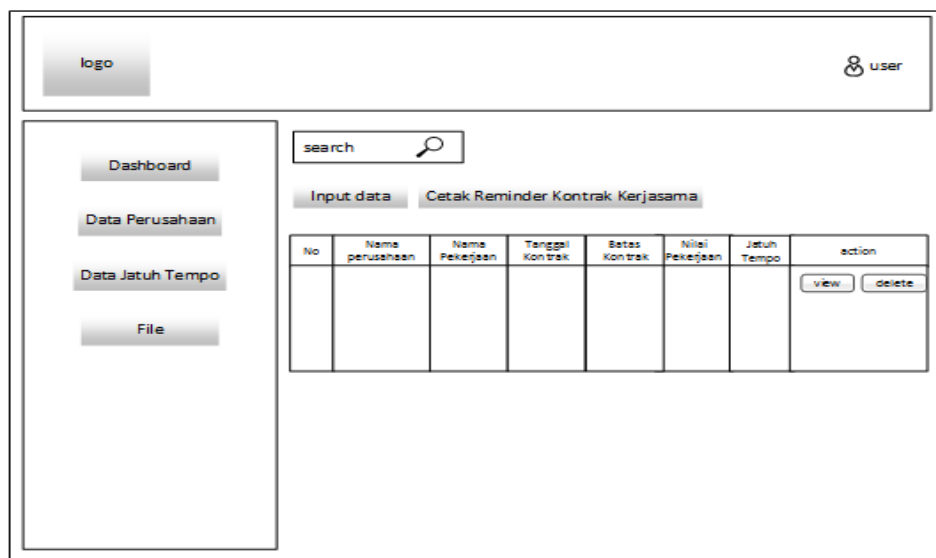 logo
user
Dashboard
Data Perusahaan
Data Jatuh Tempo
File
search
Input data
Cetak Reminder Kontrak Kerjasama
No
Nama
perusahaan
Nama
Pekerjaan
Tanggal
Kontrak
Batas
Kontrak
Nilai
Pekerjaan
Jatuh
Tempo
action
view
delete